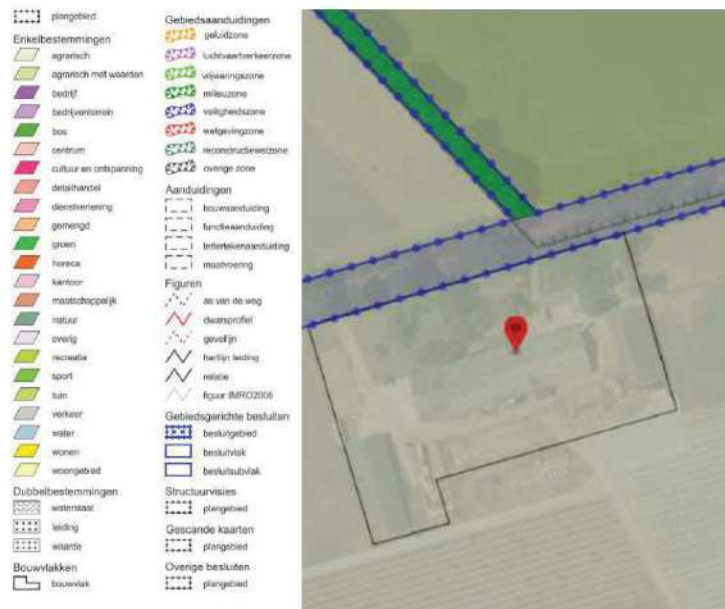 plangebied
Enkelbestemmingen
agrarisch
agrarisch met waarden
bedrijf
bedrijventerrein
bos
centrum
cultuur en ontspanning
detailhandel
dienstverlening
gemengd
groen
horeca
kantoor
maatschappelijk
natuur
overig
recreatie
sport
tuin
verkeer
water
wonen
woongebied
Dubbelbestemmingen
waterstaat
leiding
waarde
Bouwvlakken
bouwvlak
Gebiedsaanduidingen
geluidzone
luchtvaartverkeerzone
vrijwaringszone
milieuzone
veiligheidszone
wetgevingzone
reconstructiewetzone
overige zone
Aanduidingen
bouwaanduiding
functieaanduiding
lettertekenaanduiding
maatvoering
Figuren
as van de weg
dwarsprofiel
gevellijn
hartlijn leiding
relatie
figuur IMRO2006
Gebiedsgerichte besluiten
besluitgebied
besluitvlak
besluitsubvlak
Structuurvisies
plangebied
Gescande kaarten
plangebied
Overige besluiten
plangebied